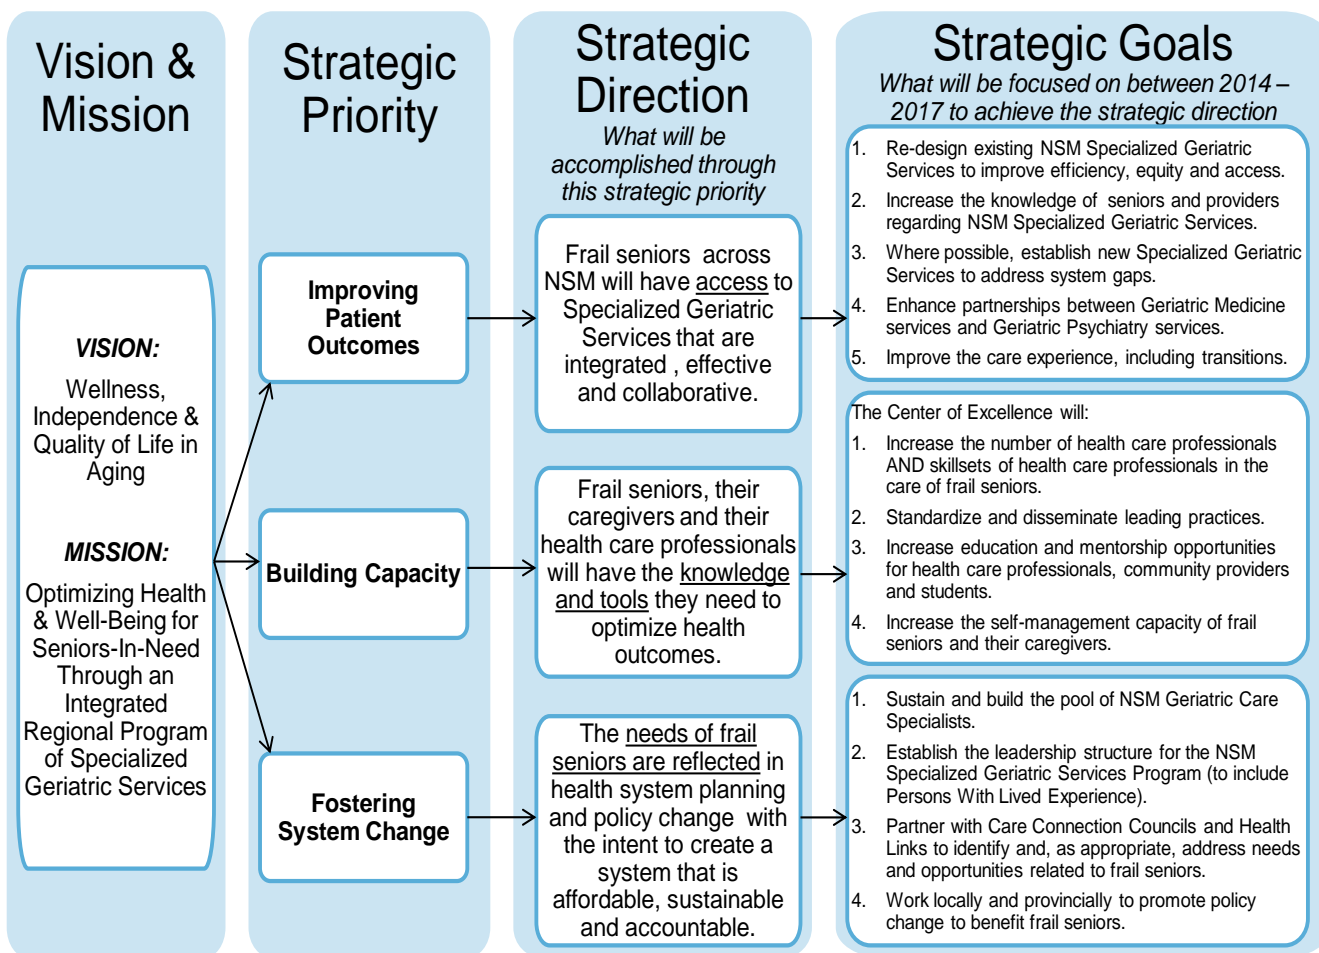 Vision &
Mission
VISION:
Wellness,
Independence &
Quality of Life in
Aging
MISSION:
Optimizing Health
& Well-Being for
Seniors-In-Need
Through an
Integrated
Regional Program
of Specialized
Geriatric Services
Strategic
Priority
Improving
Patient
Outcomes
Building Capacity
Fostering
System Change
Strategic
Direction
What will be
accomplished through
this strategic priority
Frail seniors across
NSM will have access to
Specialized Geriatric
Services that are
integrated , effective
and collaborative.
Frail seniors, their
caregivers and their
health care professionals
will have the knowledge
and tools they need to
optimize health
outcomes.
The needs of frail
seniors are reflected in
health system planning
and policy change with
the intent to create a
system that is
affordable, sustainable
and accountable.
Strategic Goals
What will be focused on between 2014 –
2017 to achieve the strategic direction
1. Re-design existing NSM Specialized Geriatric
Services to improve efficiency, equity and access.
2. Increase the knowledge of seniors and providers
regarding NSM Specialized Geriatric Services.
3. Where possible, establish new Specialized Geriatric
Services to address system gaps.
4. Enhance partnerships between Geriatric Medicine
services and Geriatric Psychiatry services.
5. Improve the care experience, including transitions.
The Center of Excellence will:
1. Increase the number of health care professionals
AND skillsets of health care professionals in the
care of frail seniors.
2. Standardize and disseminate leading practices.
3. Increase education and mentorship opportunities
for health care professionals, community providers
and students.
4. Increase the self-management capacity of frail
seniors and their caregivers.
1. Sustain and build the pool of NSM Geriatric Care
Specialists.
2. Establish the leadership structure for the NSM
Specialized Geriatric Services Program (to include
Persons With Lived Experience).
3. Partner with Care Connection Councils and Health
Links to identify and, as appropriate, address needs
and opportunities related to frail seniors.
4. Work locally and provincially to promote policy
change to benefit frail seniors.